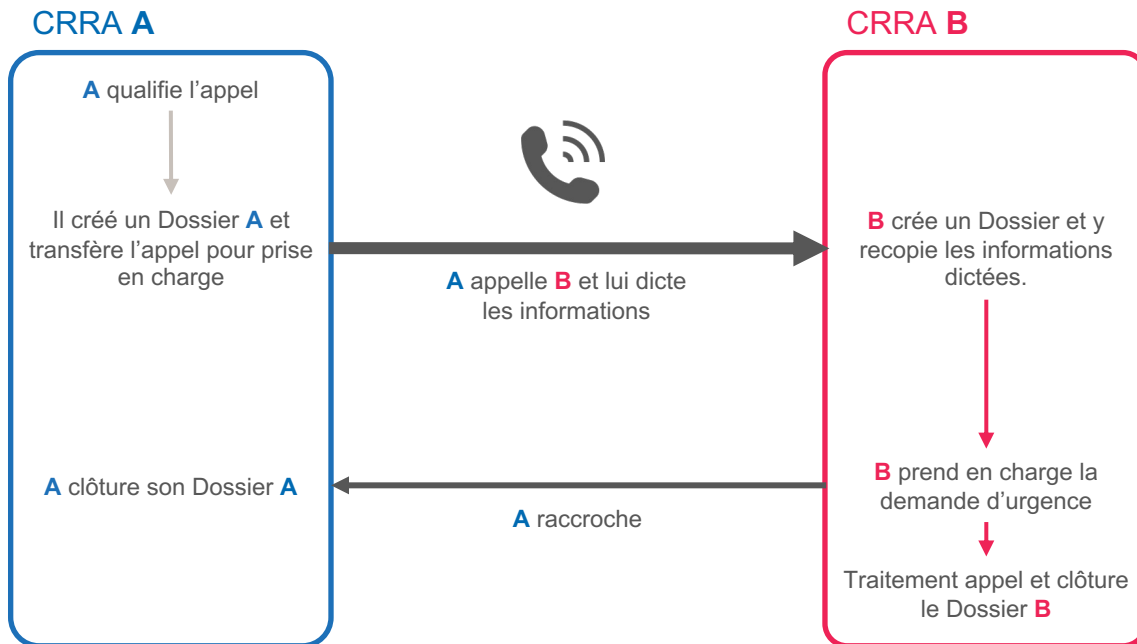 CRRA A
CRRA B
A qualifie l’appel
Il créé un Dossier A et
transfère l’appel pour prise
en charge
A appelle B et lui dicte
les informations
B crée un Dossier et y
recopie les informations
dictées.
A clôture son Dossier A
A raccroche
B prend en charge la
demande d’urgence
Traitement appel et clôture
le Dossier B